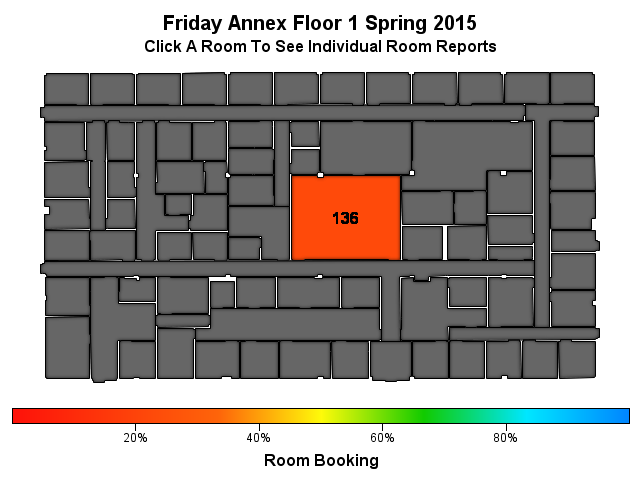 Friday Annex Floor 1 Spring 2015
Click A Room To See Individual Room Reports
136
20% 40% 60% 80%
Room Booking